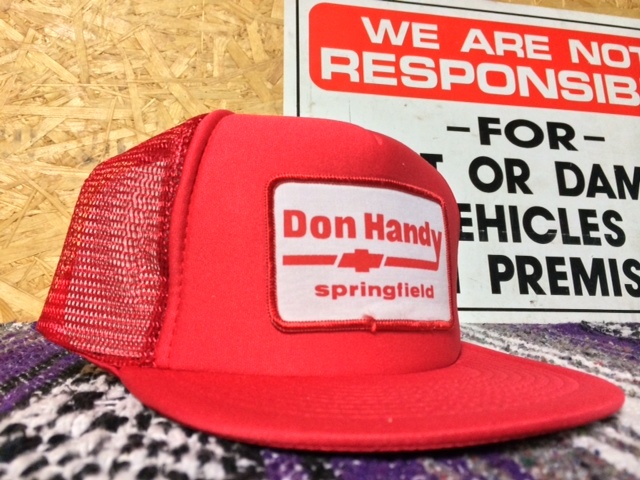 WE ARE NOT
RESPONSIB
-FOR-
T OR DAM
EHICLES
PREMIS
Don Handy
springfield